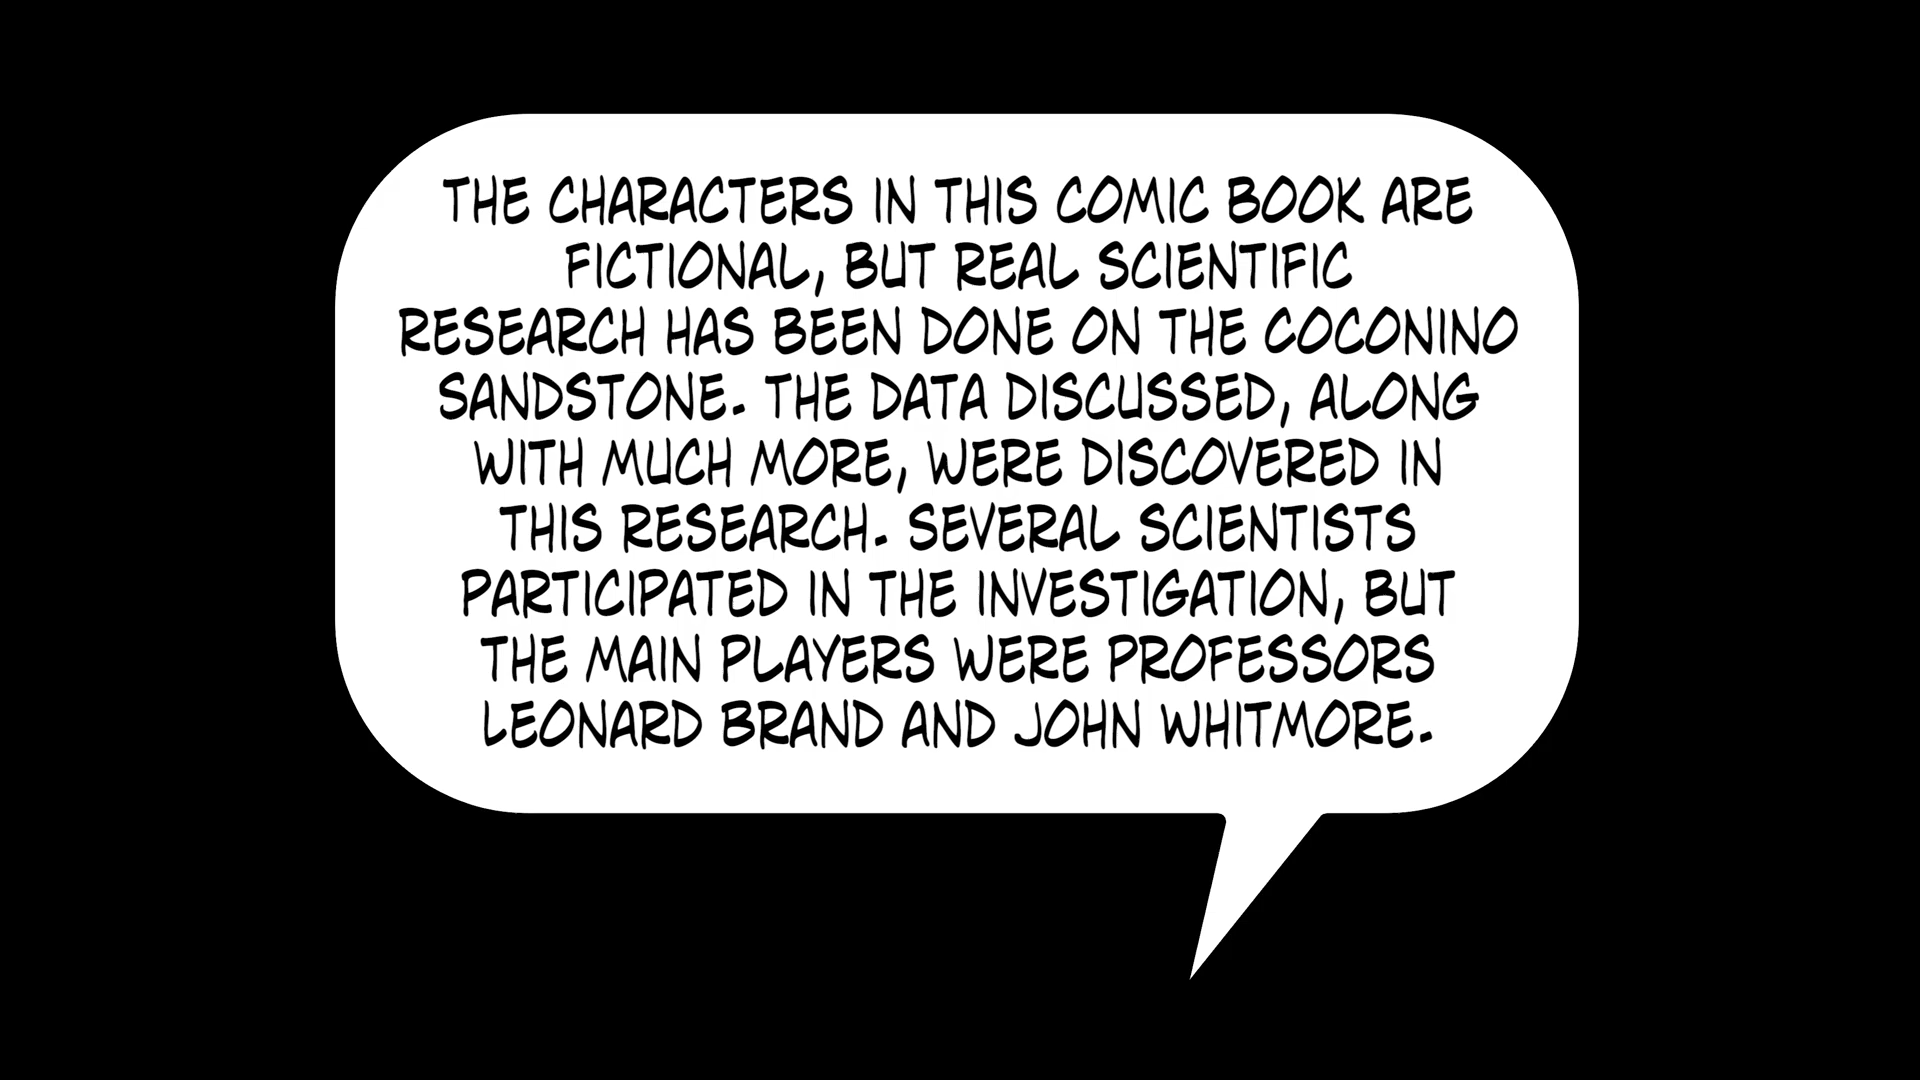 THE CHARACTERS IN THIS COMIC BOOK ARE
FICTIONAL, BUT REAL SCIENTIFIC
RESEARCH HAS BEEN DONE ON THE COCONINO
SANDSTONE. THE DATA DISCUSSED, ALONG
WITH MUCH MORE, WERE DISCOVERED IN
THIS RESEARCH. SEVERAL SCIENTISTS
PARTICIPATED IN THE INVESTIGATION, BUT
THE MAIN PLAYERS WERE PROFESSORS
LEONARD BRAND AND JOHN WHITMORE.